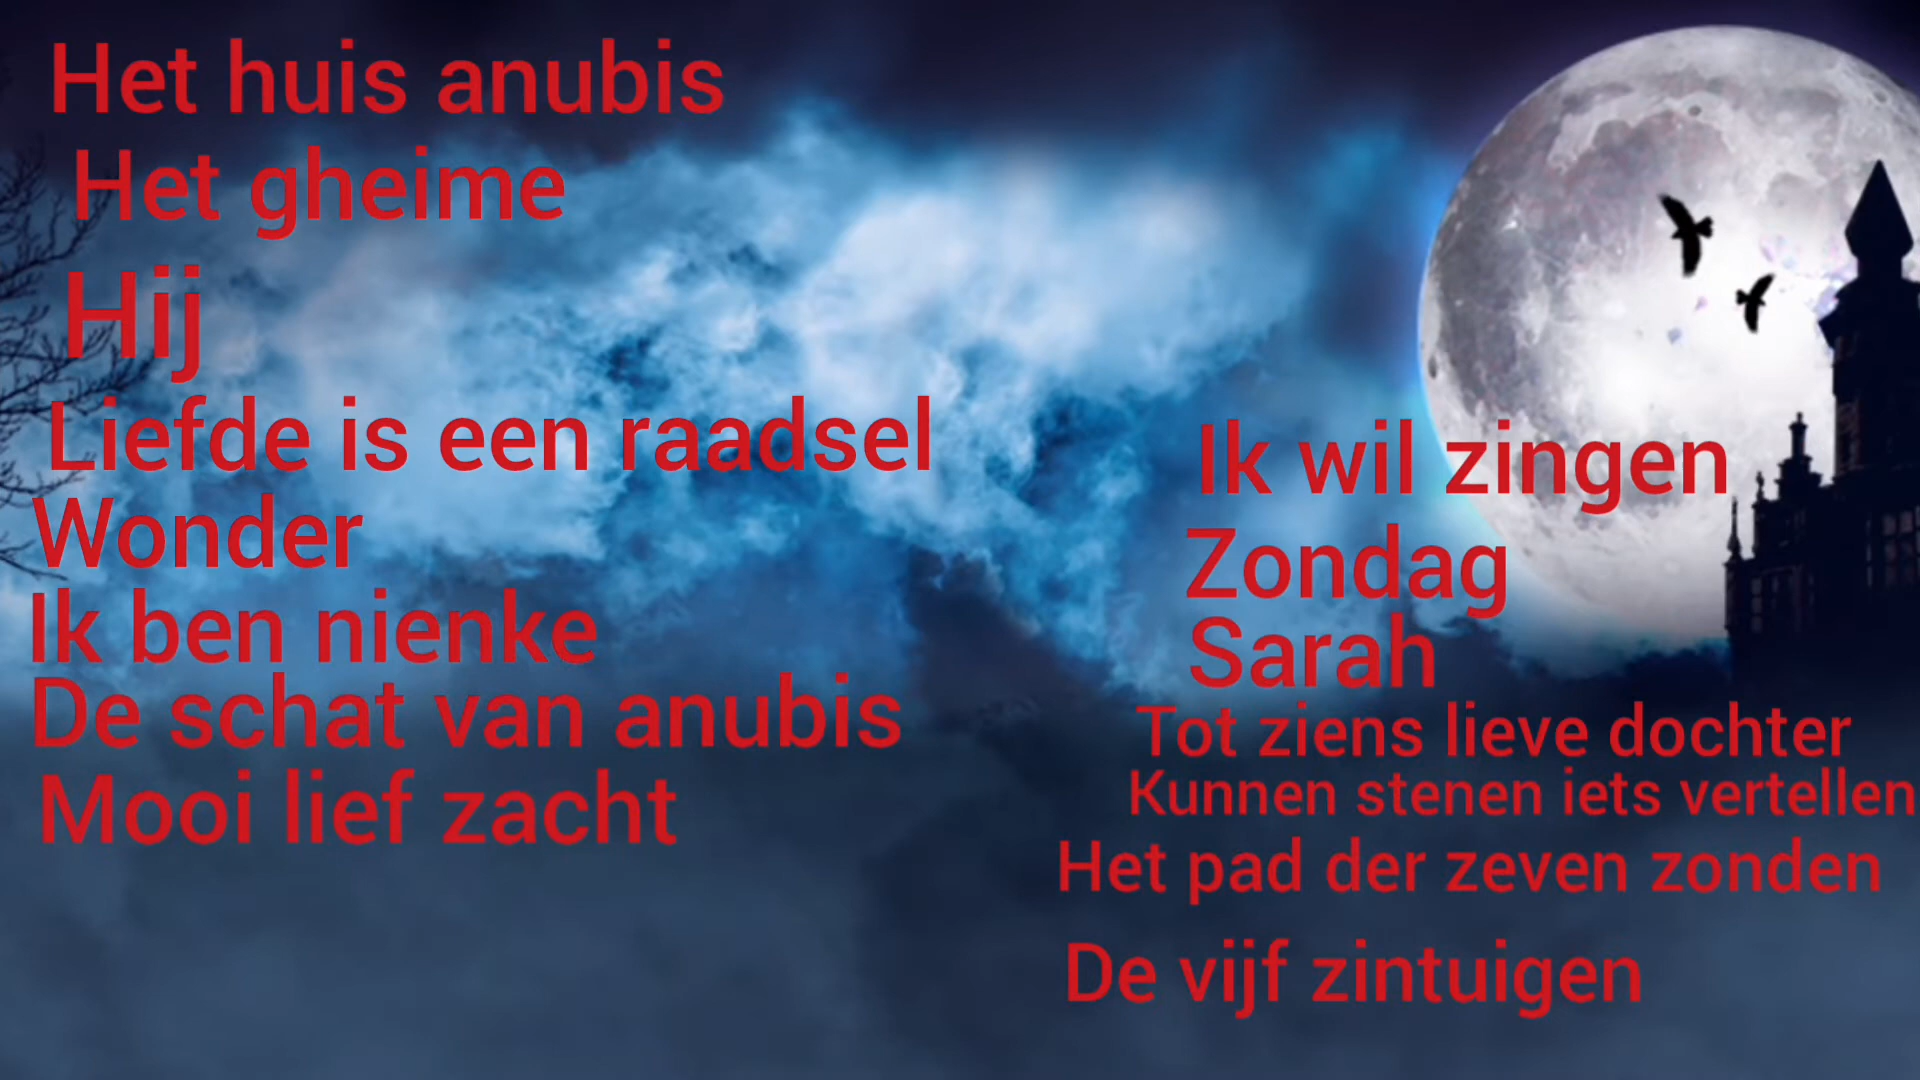 Het huis anubis
Het gheime
Hij
Liefde is een raadsel
Wonder
Ik ben nienke
De schat van anubis
Mooi lief zacht
Ik wil zingen
Zondag
Sarah
Tot ziens lieve dochter
Kunnen stenen iets vertellen
Het pad der zeven zonden
De vijf zintuigen